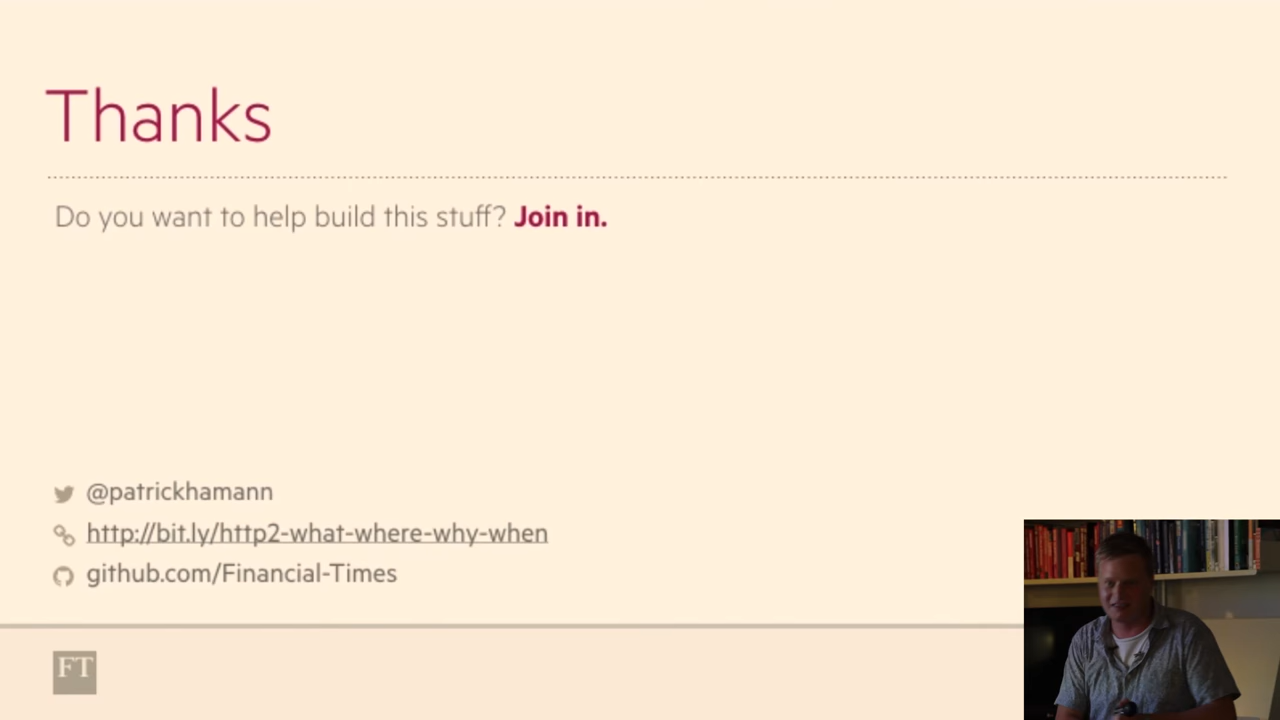 Thanks
Do you want to help build this stuff? Join in.
@patrickhamann
http://bit.ly/http2-what-where-why-when
github.com/Financial-Times
FT